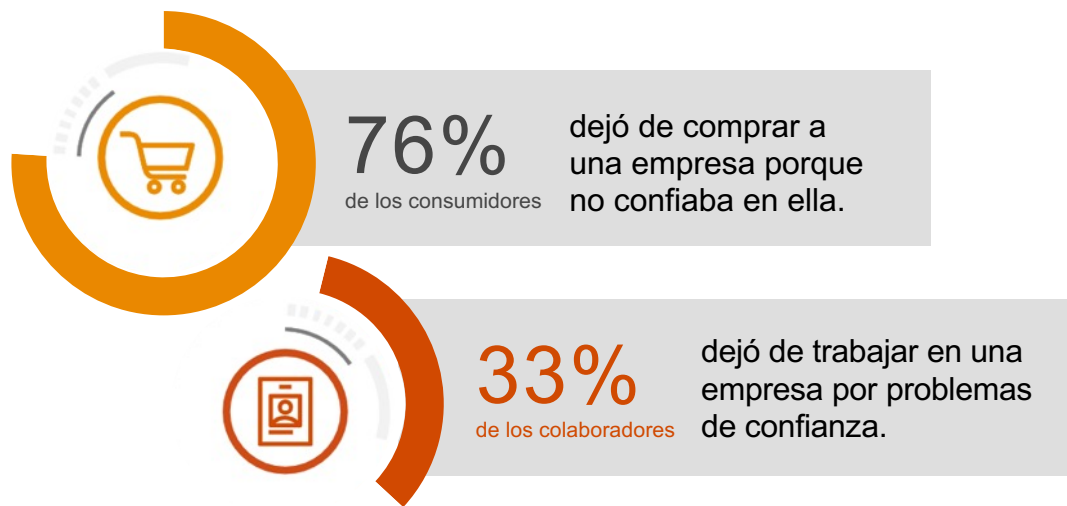 76%
de los consumidores
dejó de comprar a
una empresa porque
no confiaba en ella.
33%
de los colaboradores
dejó de trabajar en una
empresa por problemas
de confianza.